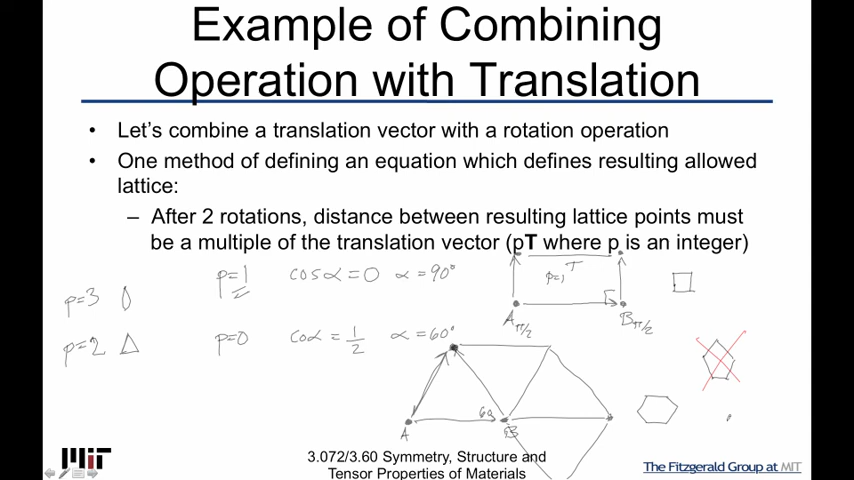 Example of Combining
Operation with Translation
• Let's combine a translation vector with a rotation operation
• One method of defining an equation which defines resulting allowed
lattice:
– After 2 rotations, distance between resulting lattice points must
be a multiple of the translation vector (pT where p is an integer)
p=3
p=2
p=1 cosα=0 α=90°
p=0 cosα=1/2 α=60°
T
p=1
A π/2
B π/2
A
60
B
MIT
3.072/3.60 Symmetry, Structure and
Tensor Properties of Materials
The Fitzgerald Group at MIT